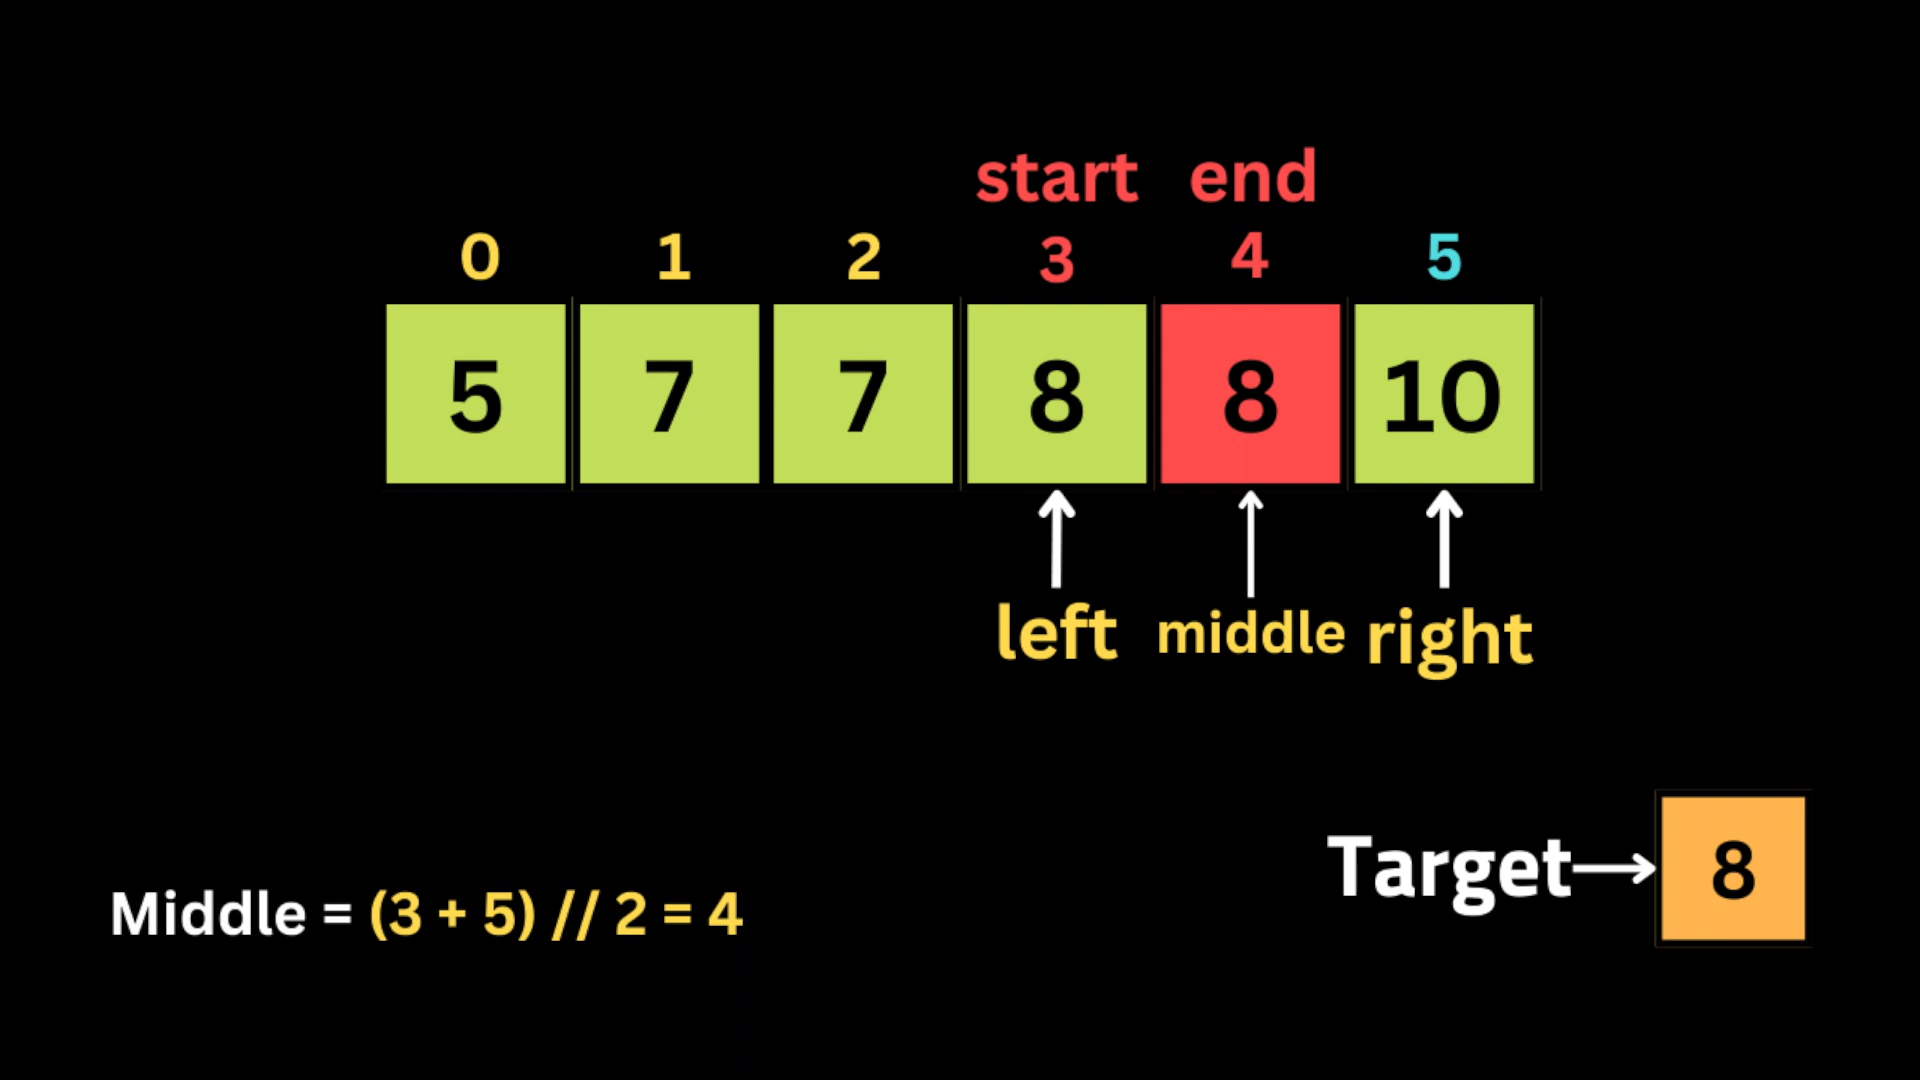 start end
0 1 2 3 4 5
5 7 7 8 8 10
left middle right
Target 8
Middle = (3 + 5) // 2 = 4